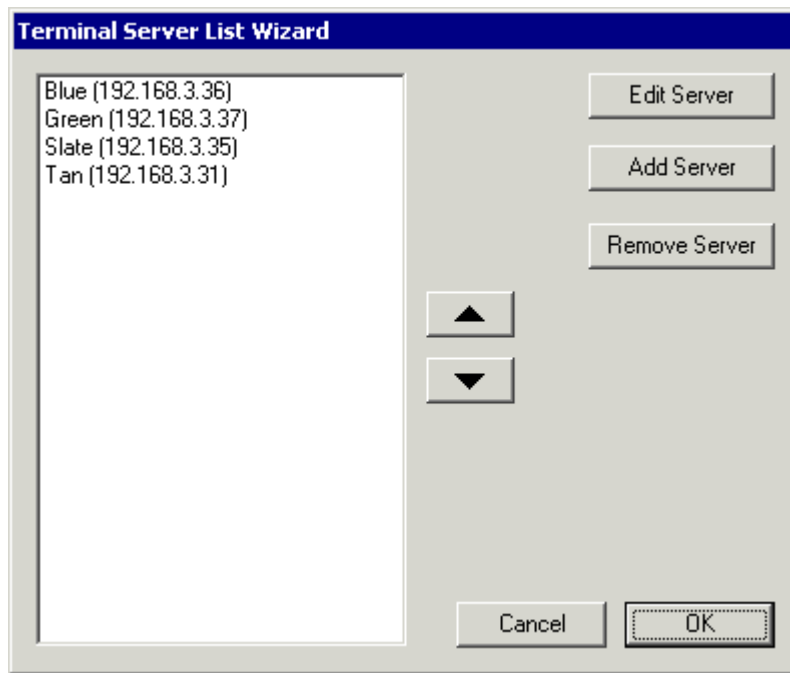 Terminal Server List Wizard
Blue (192.168.3.36)
Green (192.168.3.37)
Slate (192.168.3.35)
Tan (192.168.3.31)
Edit Server
Add Server
Remove Server
Cancel
OK